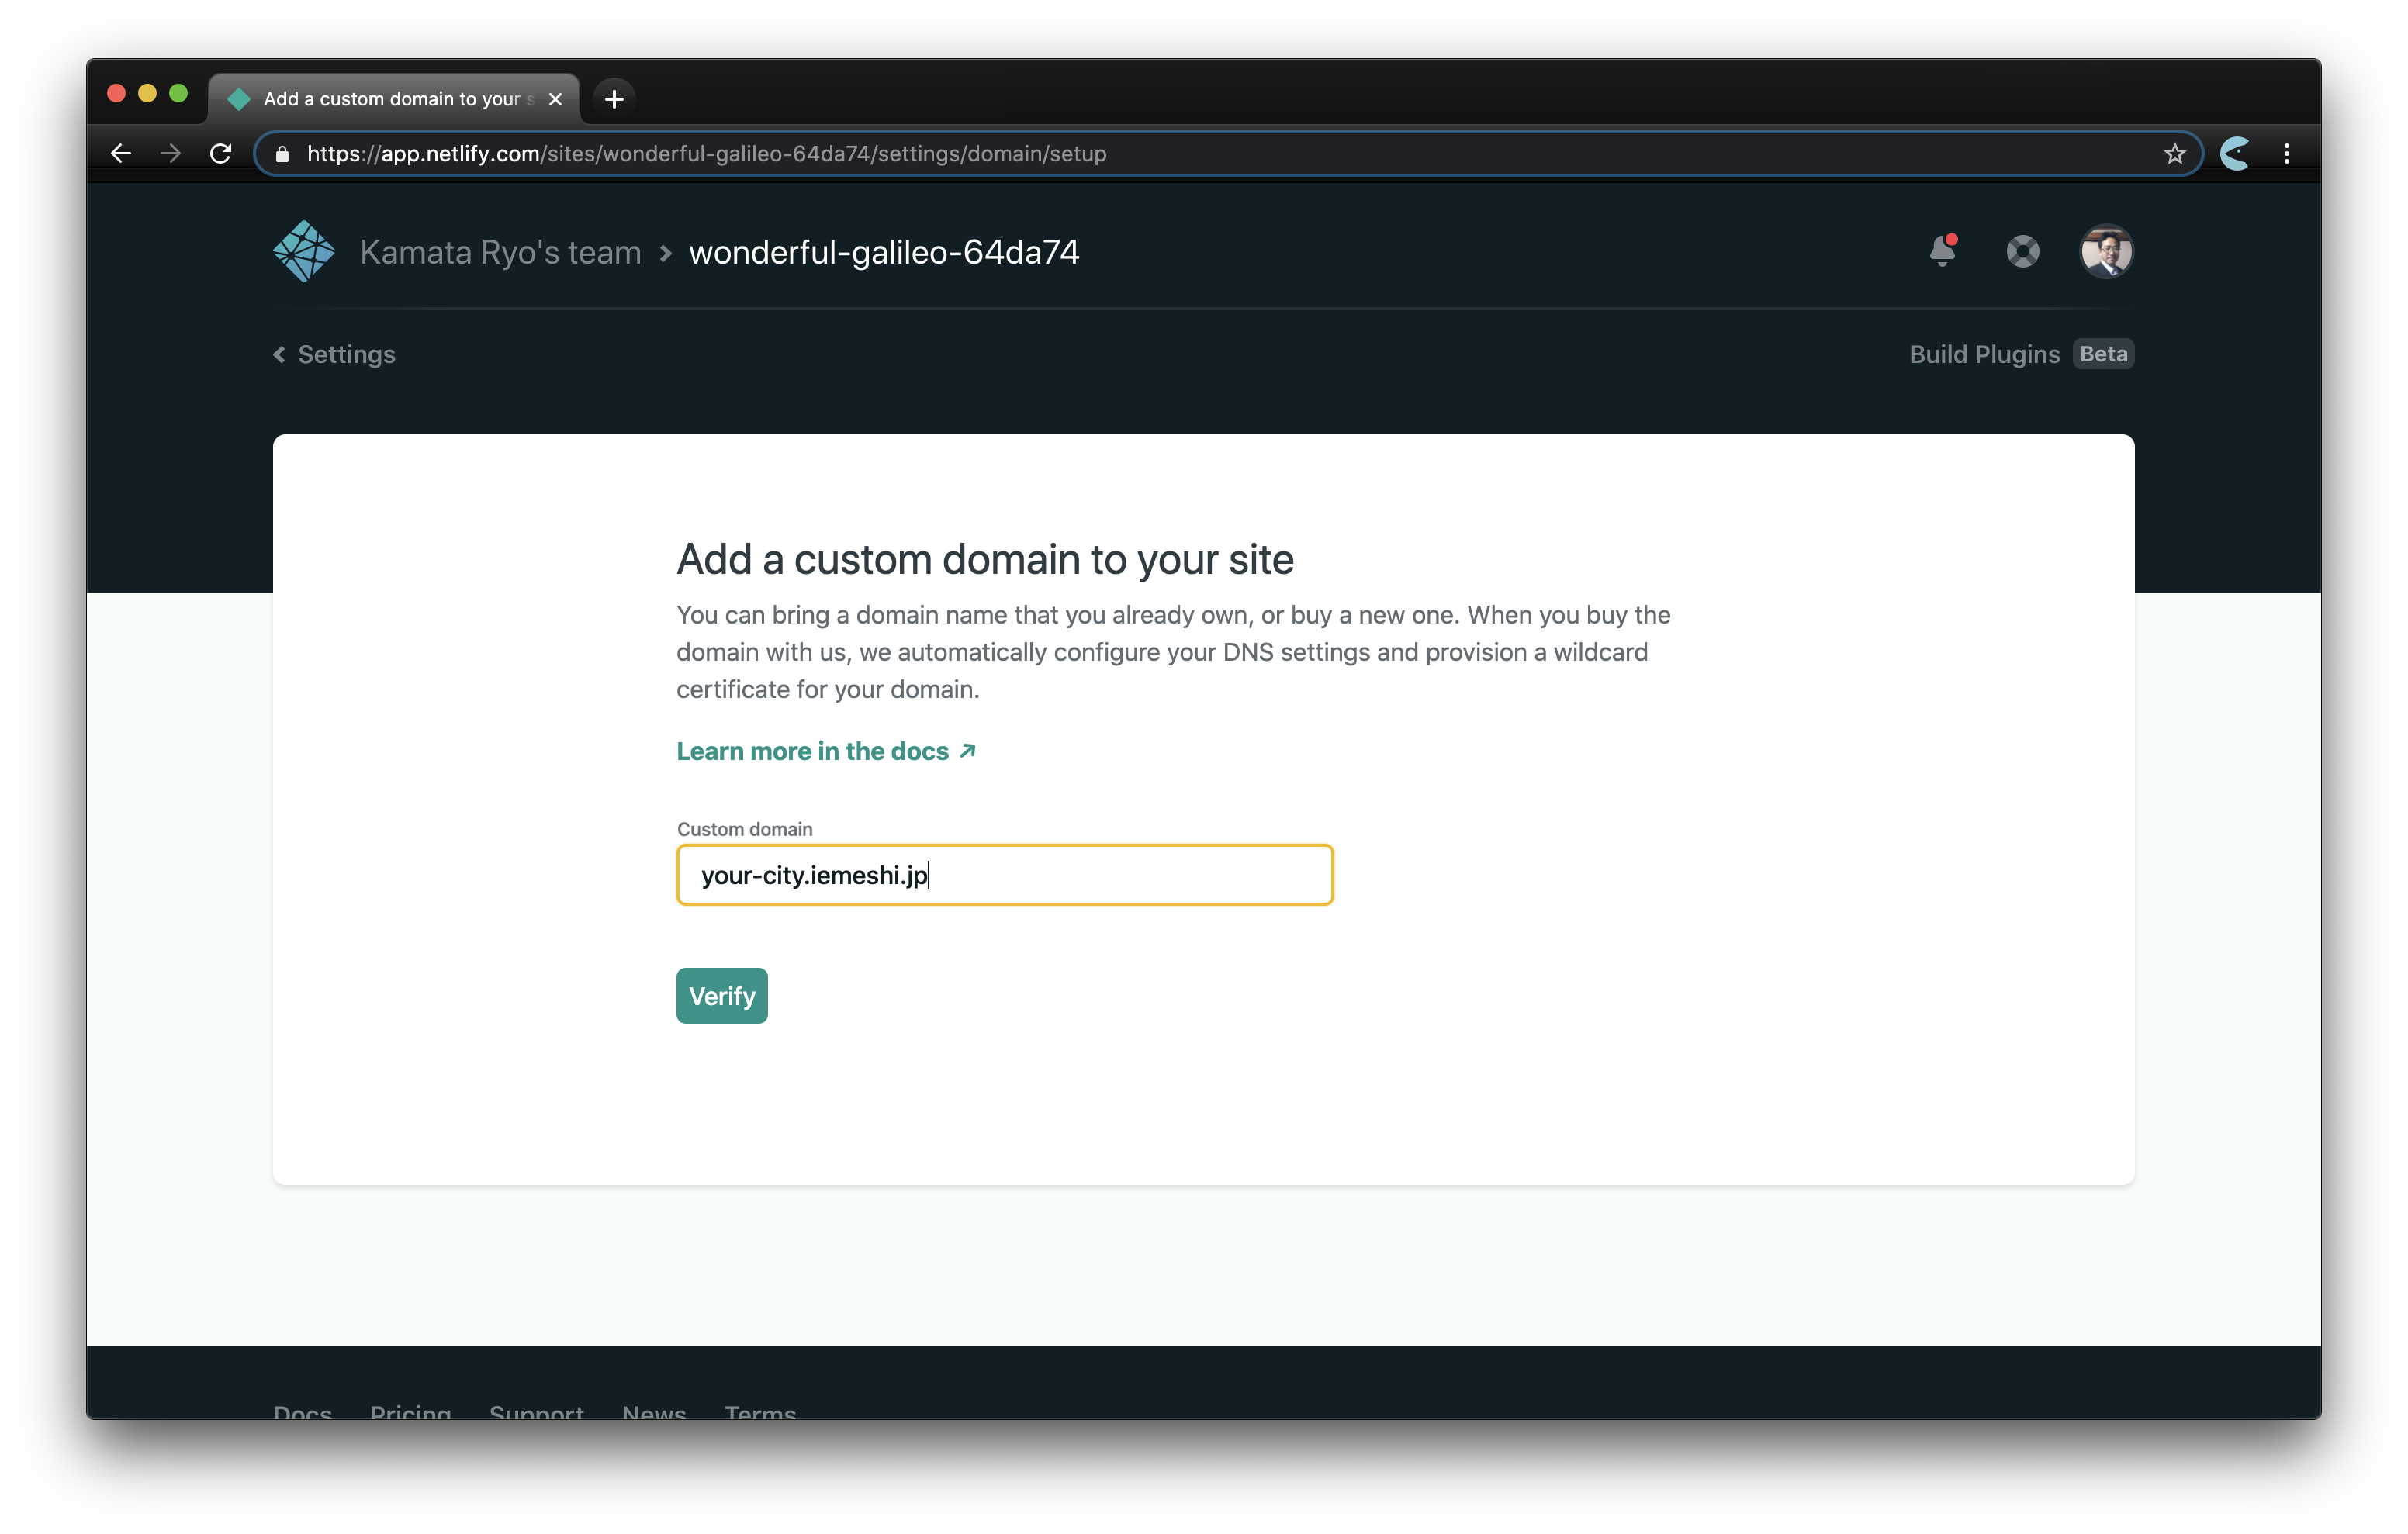 Add a custom domain to your s
https://app.netlify.com/sites/wonderful-galileo-64da74/settings/domain/setup
Kamata Ryo's team > wonderful-galileo-64da74
Settings
Build Plugins Beta
Add a custom domain to your site
You can bring a domain name that you already own, or buy a new one. When you buy the
domain with us, we automatically configure your DNS settings and provision a wildcard
certificate for your domain.
Learn more in the docs
Custom domain
your-city.iemeshi.jp
Verify
Docs Pricing Support News Terms